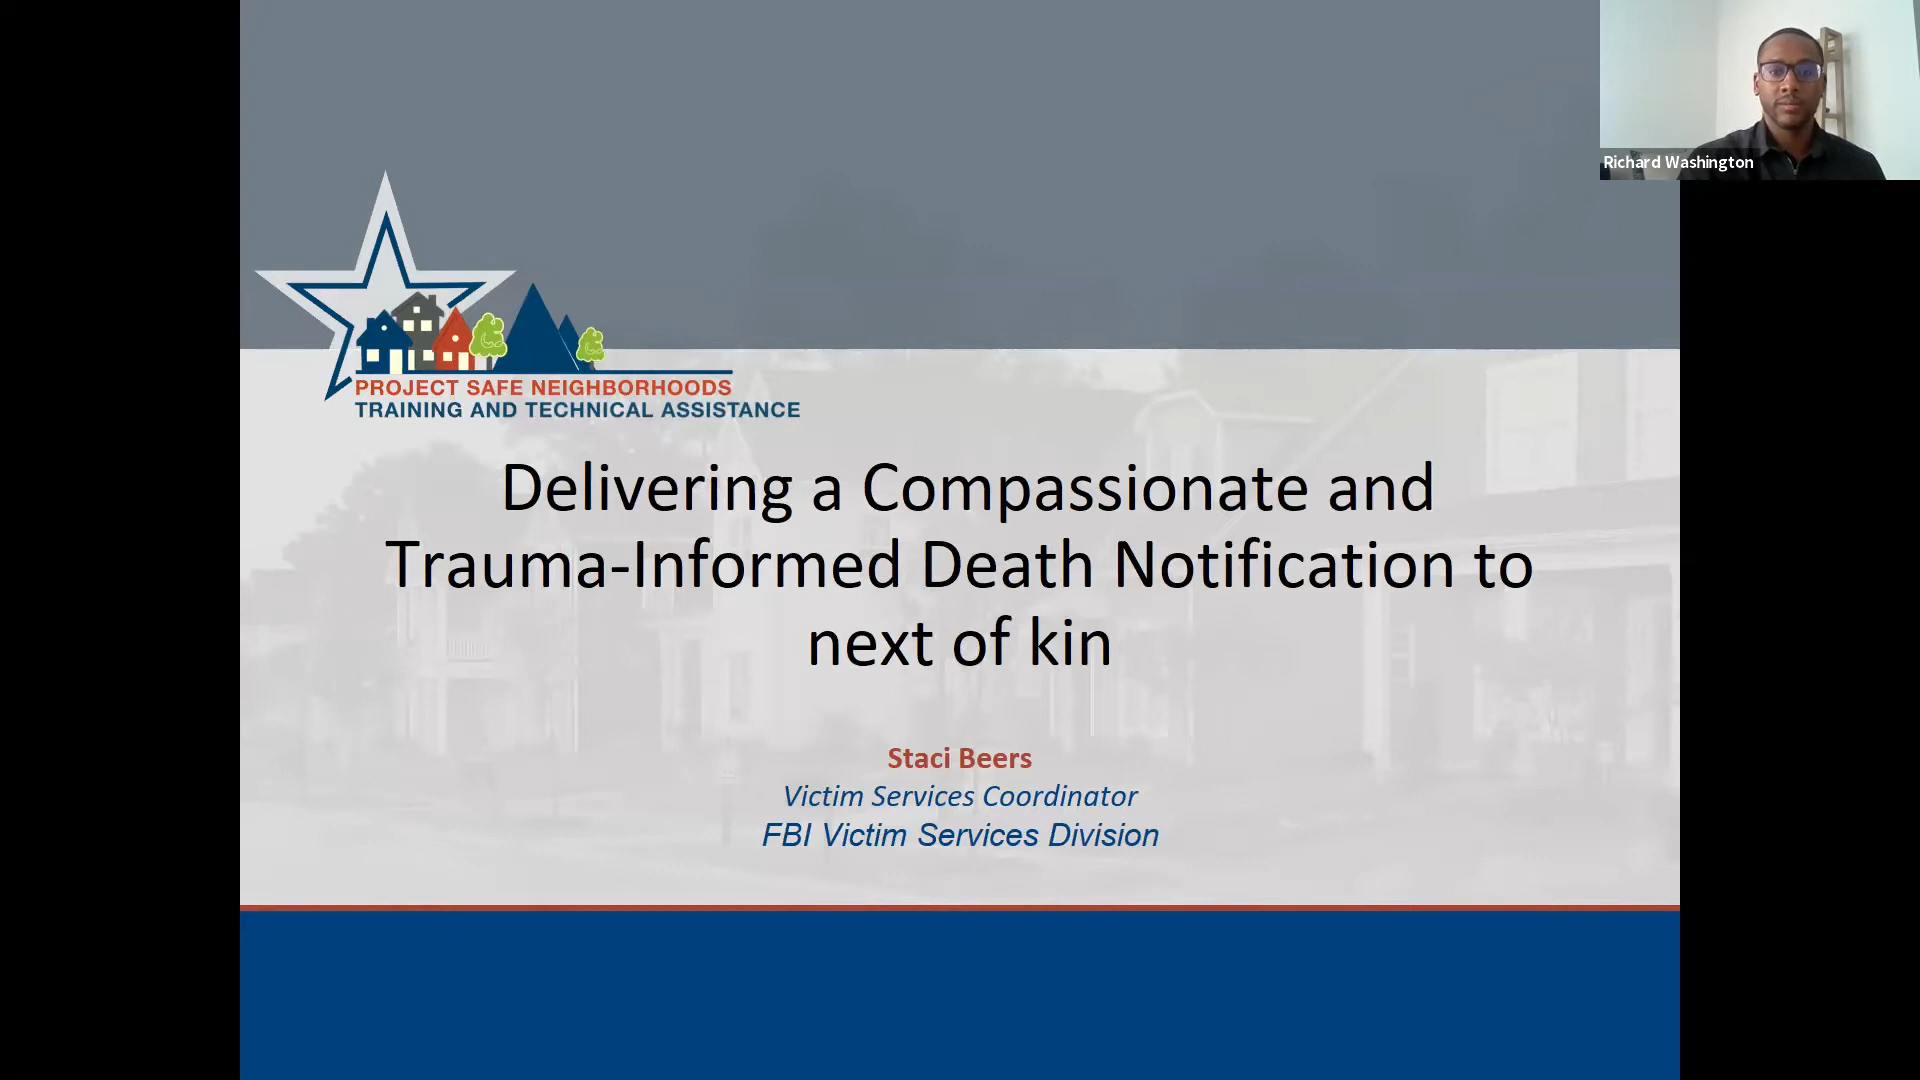 Richard Washington
PROJECT SAFE NEIGHBORHOODS
TRAINING AND TECHNICAL ASSISTANCE
Delivering a Compassionate and
Trauma-Informed Death Notification to
next of kin
Staci Beers
Victim Services Coordinator
FBI Victim Services Division